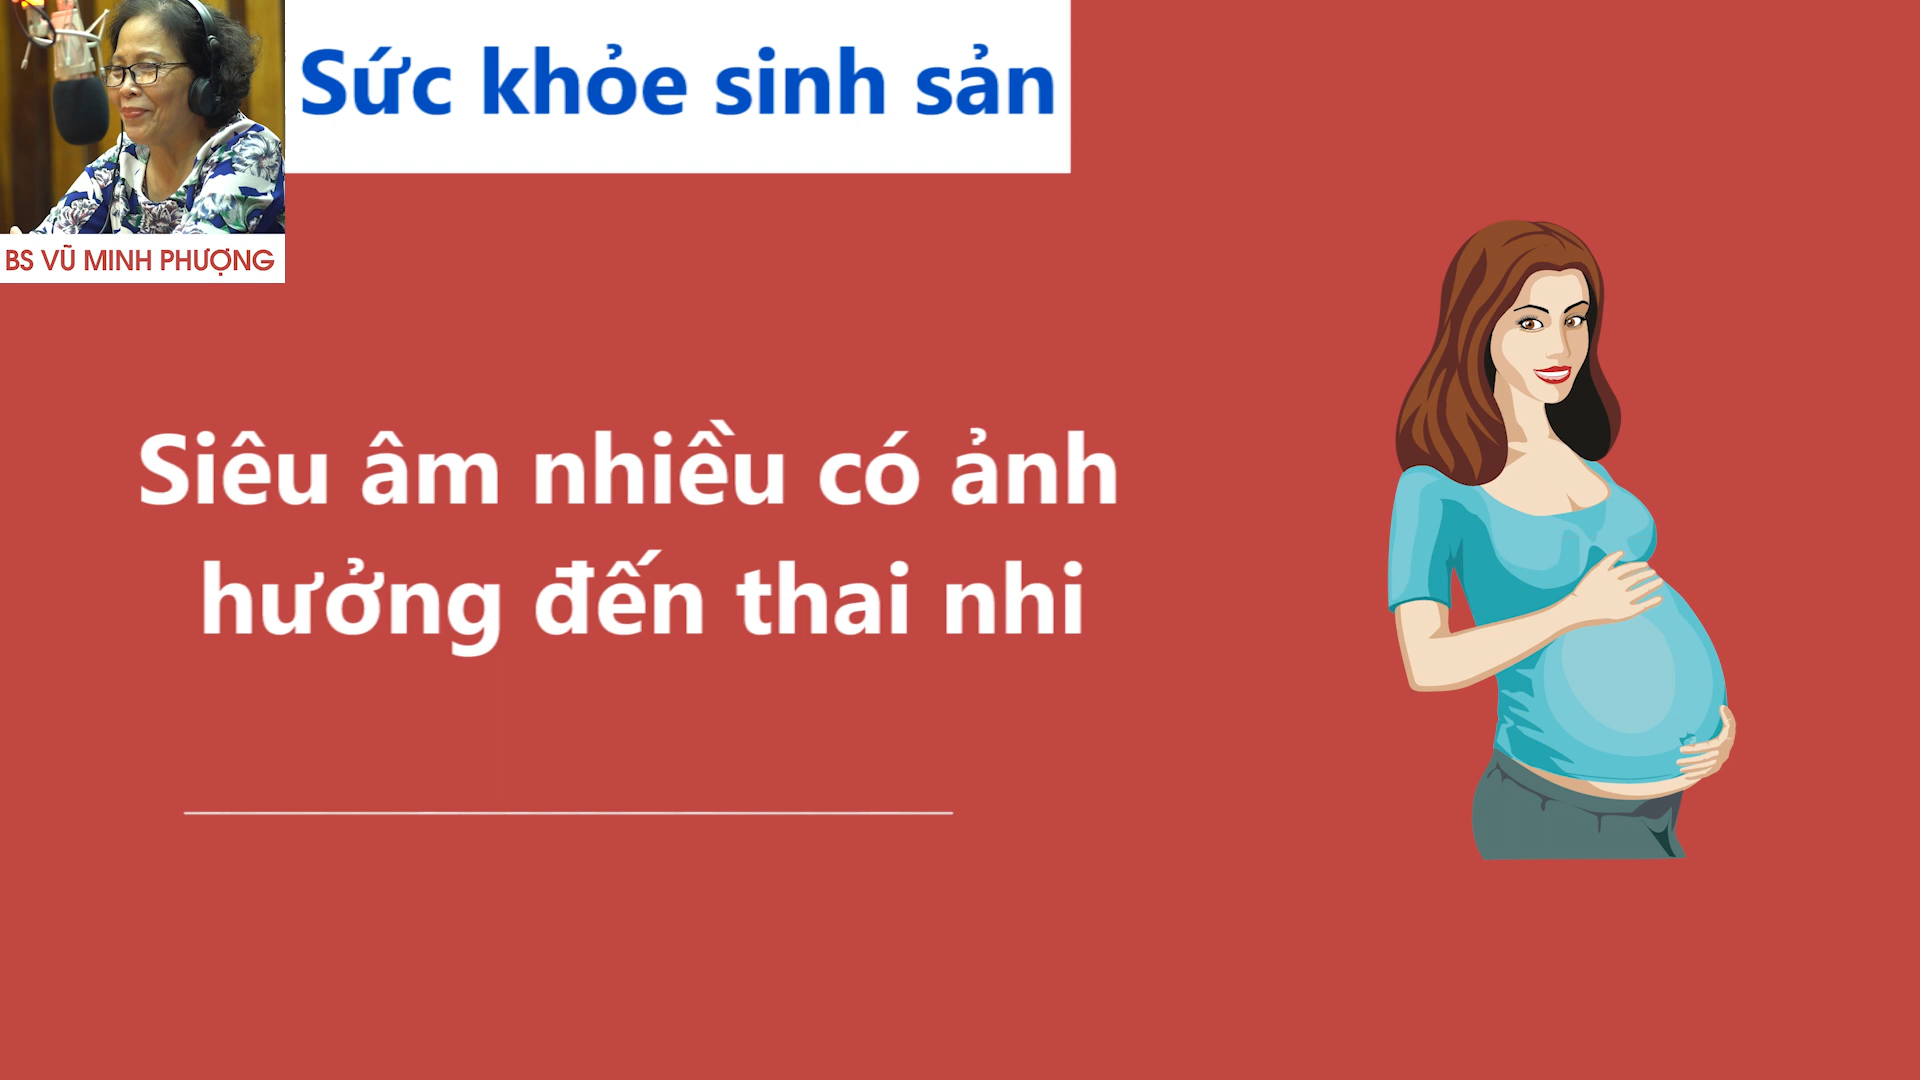 Sức khỏe sinh sản
BS VŨ MINH PHƯỢNG
Siêu âm nhiều có ảnh
hưởng đến thai nhi